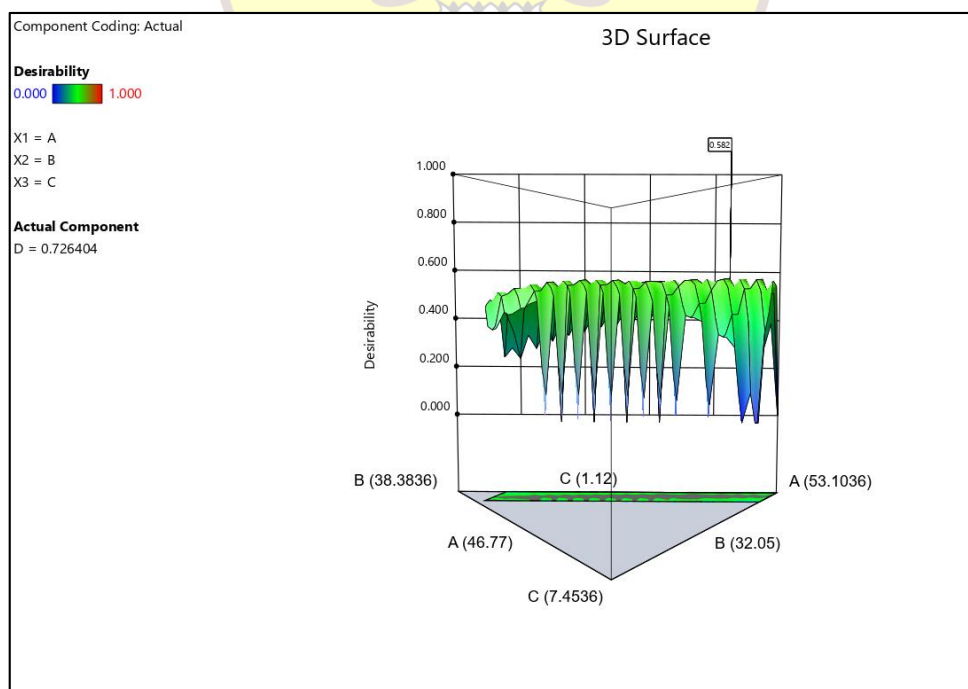 Component Coding: Actual
3D Surface
Desirability
0.000 1.000
X1 = A
X2 = B
X3 = C
Actual Component
D = 0.726404
0.582
1.000
0.800
0.600
0.400
0.200
0.000
Desirability
B (38.3836)
C (1.12)
A (53.1036)
A (46.77)
B (32.05)
C (7.4536)